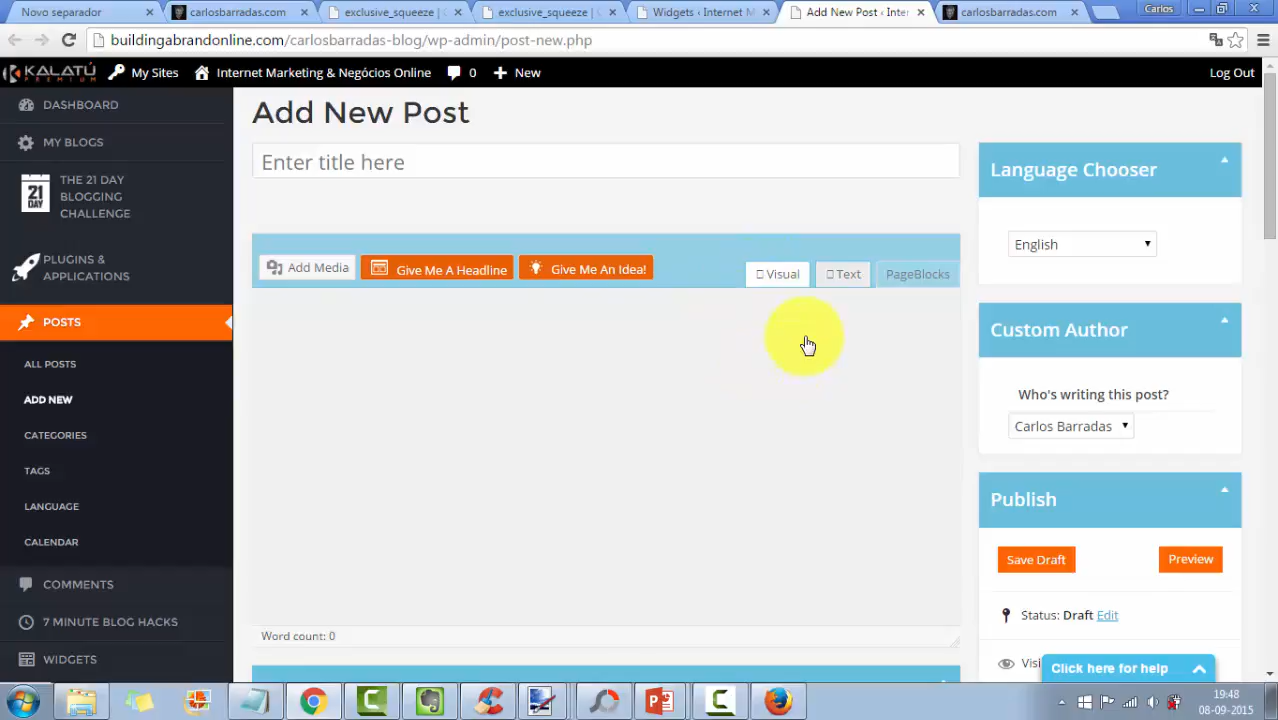 Novo separador
carlosbarradas.com
exclusive_squeeze |
exclusive_squeeze |
Widgets ‹ Internet M
Add New Post ‹ Inter
carlosbarradas.com
Carlos
buildingabrandonline.com/carlosbarradas-blog/wp-admin/post-new.php
KALATÚ
PREMIUM
My Sites
Internet Marketing & Negócios Online
0
New
Log Out
DASHBOARD
MY BLOGS
21
DAY
THE 21 DAY
BLOGGING
CHALLENGE
PLUGINS &
APPLICATIONS
POSTS
ALL POSTS
ADD NEW
CATEGORIES
TAGS
LANGUAGE
CALENDAR
COMMENTS
7 MINUTE BLOG HACKS
WIDGETS
Add New Post
Enter title here
Add Media
Give Me A Headline
Give Me An Idea!
Visual
Text
PageBlocks
Word count: 0
Language Chooser
English
Custom Author
Who's writing this post?
Carlos Barradas
Publish
Save Draft
Preview
Status: Draft Edit
Visi
Click here for help
19:48
08-09-2015